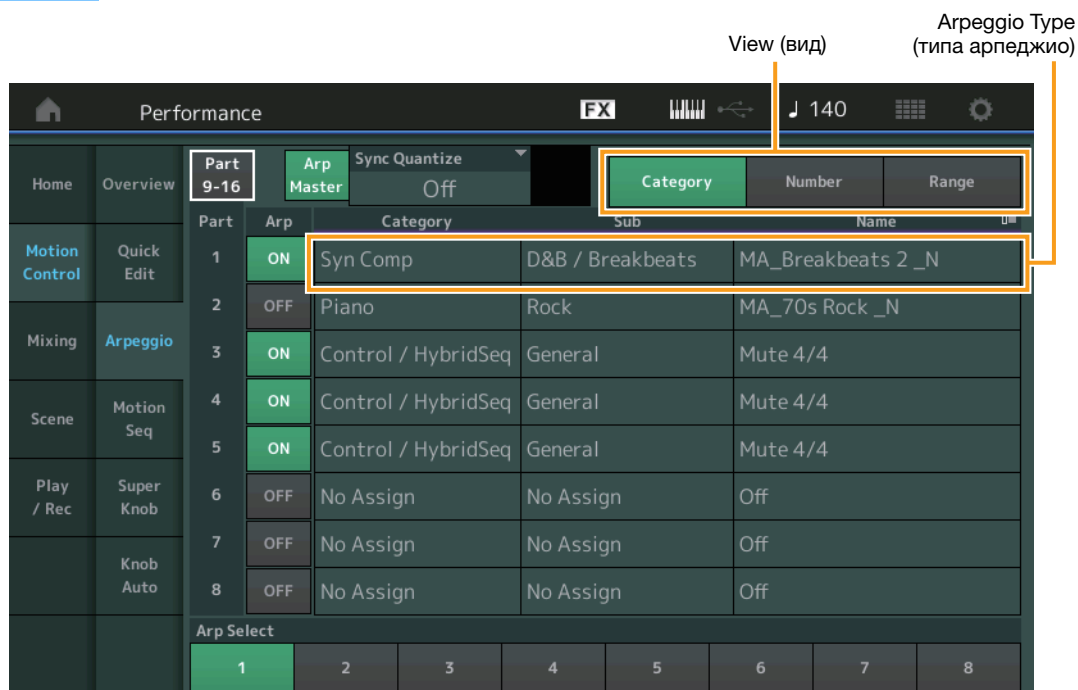 Arpeggio Type
(типа арпеджио)
View (вид)
Performance FX ♩ 140
Home Overview Part 9-16 Arp Master Sync Quantize Off Category Number Range
Part Arp Category Sub Name
Motion Control Quick Edit
1 ON Syn Comp D&B / Breakbeats MA_Breakbeats 2 _N
2 OFF Piano Rock MA_70s Rock _N
Mixing Arpeggio
3 ON Control / HybridSeq General Mute 4/4
Scene Motion Seq
4 ON Control / HybridSeq General Mute 4/4
5 ON Control / HybridSeq General Mute 4/4
Play / Rec Super Knob
6 OFF No Assign No Assign Off
7 OFF No Assign No Assign Off
Knob Auto
8 OFF No Assign No Assign Off
Arp Select
1 2 3 4 5 6 7 8